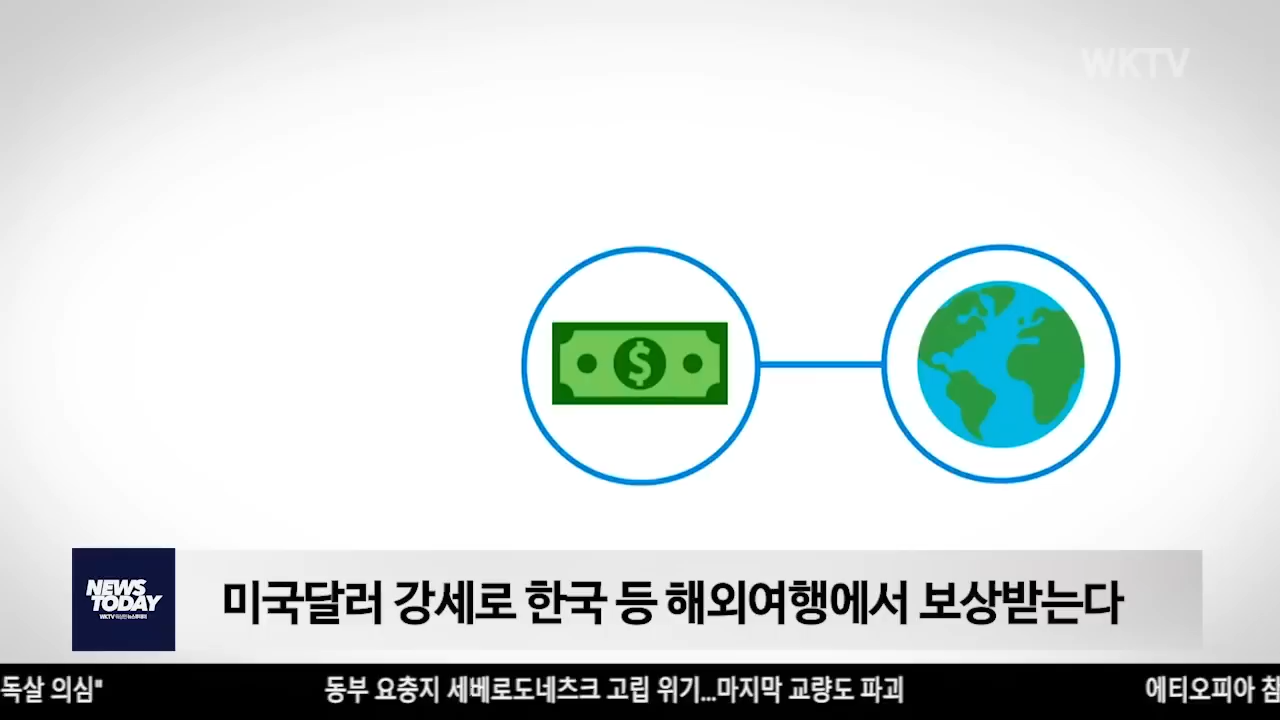 WKTV
$
NEWS
TODAY
미국달러 강세로 한국 등 해외여행에서 보상받는다
독살 의심" 동부 요충지 세베로도네츠크 고립 위기...마지막 교량도 파괴 에티오피아 참